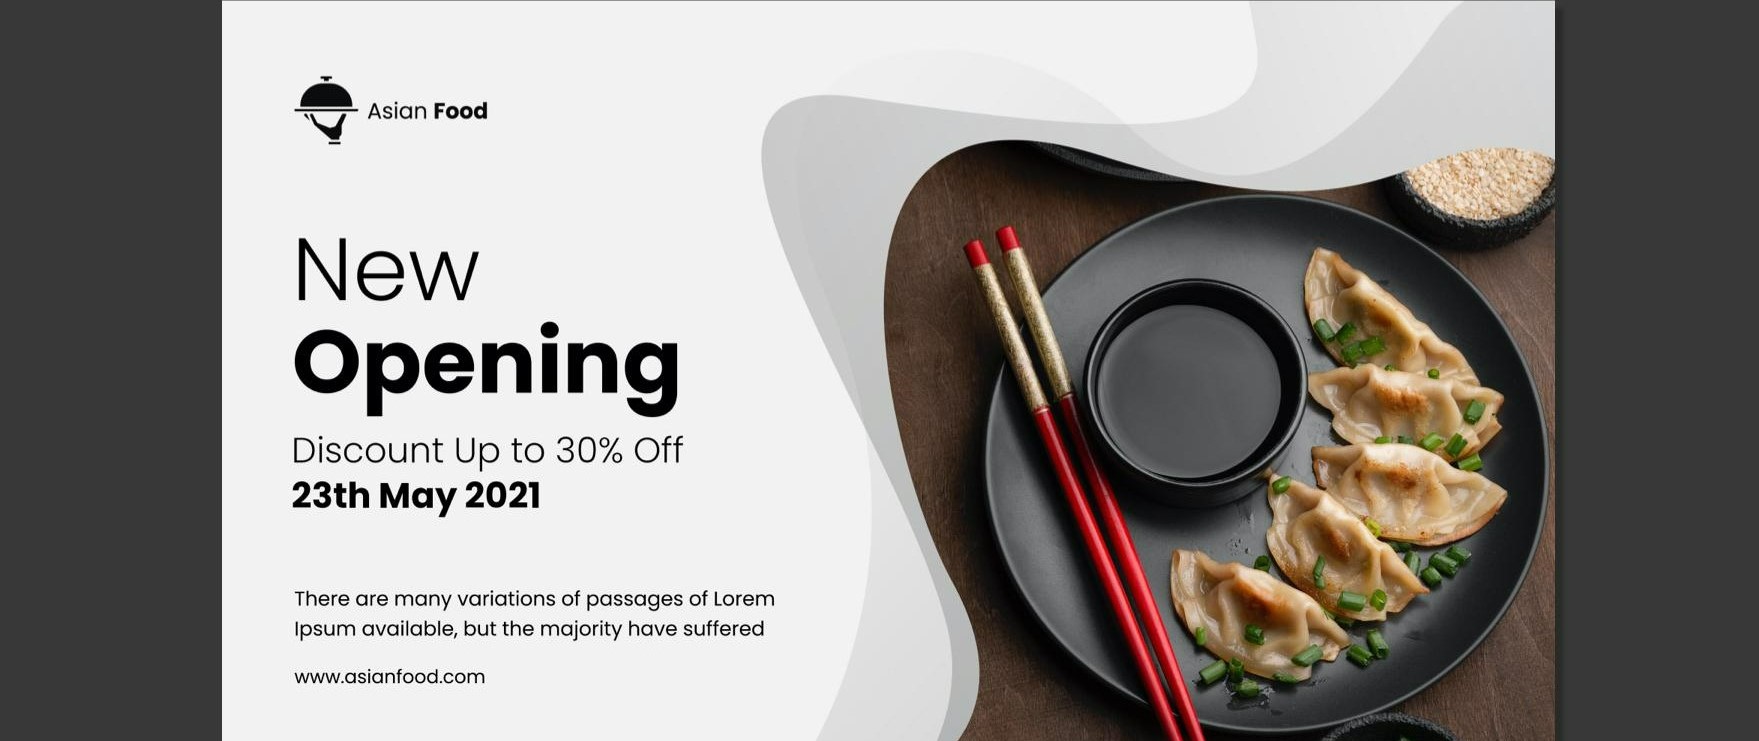 Asian Food
New
Opening
Discount Up to 30% Off
23th May 2021
There are many variations of passages of Lorem
Ipsum available, but the majority have suffered
www.asianfood.com